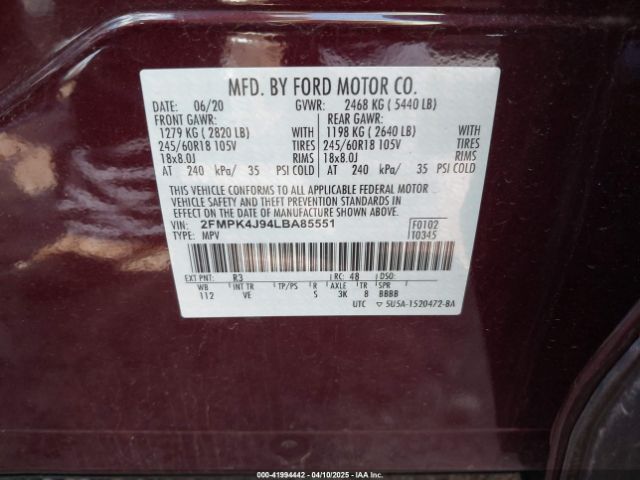 MFD. BY FORD MOTOR CO.
DATE: 06/20 GVWR: 2468 KG ( 5440 LB)
FRONT GAWR: REAR GAWR:
1279 KG ( 2820 LB) WITH 1198 KG ( 2640 LB) WITH
245/60R18 105V TIRES 245/60R18 105V TIRES
18x8.0J RIMS 18x8.0J RIMS
AT 240 kPa/ 35 PSI COLD AT 240 kPa/ 35 PSI COLD
THIS VEHICLE CONFORMS TO ALL APPLICABLE FEDERAL MOTOR
VEHICLE SAFETY AND THEFT PREVENTION STANDARDS IN
EFFECT ON THE DATE OF MANUFACTURE SHOWN ABOVE.
VIN: 2FMPK4J94LBA85551 F0102
TYPE: MPV T0345
EXT PNT: R3 RC: 48 DSO:
WB INT TR TP/PS R AXLE TR SPR
112 VE S 3K 8 BBBB
UTC 5U5A-1520472-BA
000-41994442 - 04/10/2025 - IAA Inc.